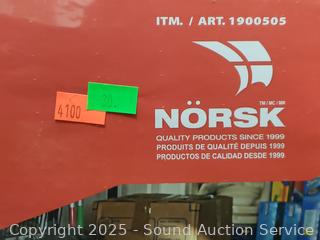 ITM. / ART. 1900505
TM / MC / MR
NÖRSK
QUALITY PRODUCTS SINCE 1999
PRODUITS DE QUALITÉ DEPUIS 1999
PRODUCTOS DE CALIDAD DESDE 1999
4100
Copyright © 2025 - Sound Auction Service